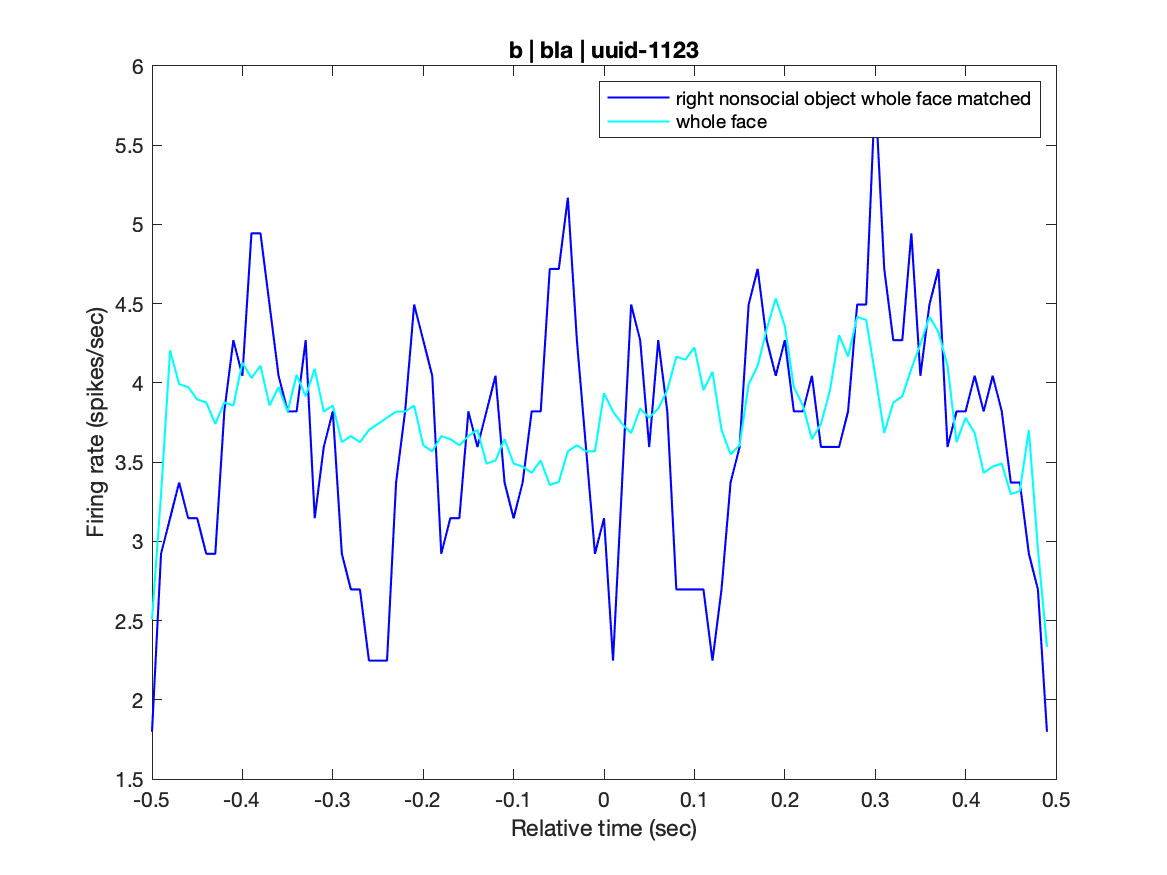 b | bla | uuid-1123
right nonsocial object whole face matched
whole face
6
5.5
5
4.5
4
3.5
3
2.5
2
1.5
Firing rate (spikes/sec)
-0.5 -0.4 -0.3 -0.2 -0.1 0 0.1 0.2 0.3 0.4 0.5
Relative time (sec)